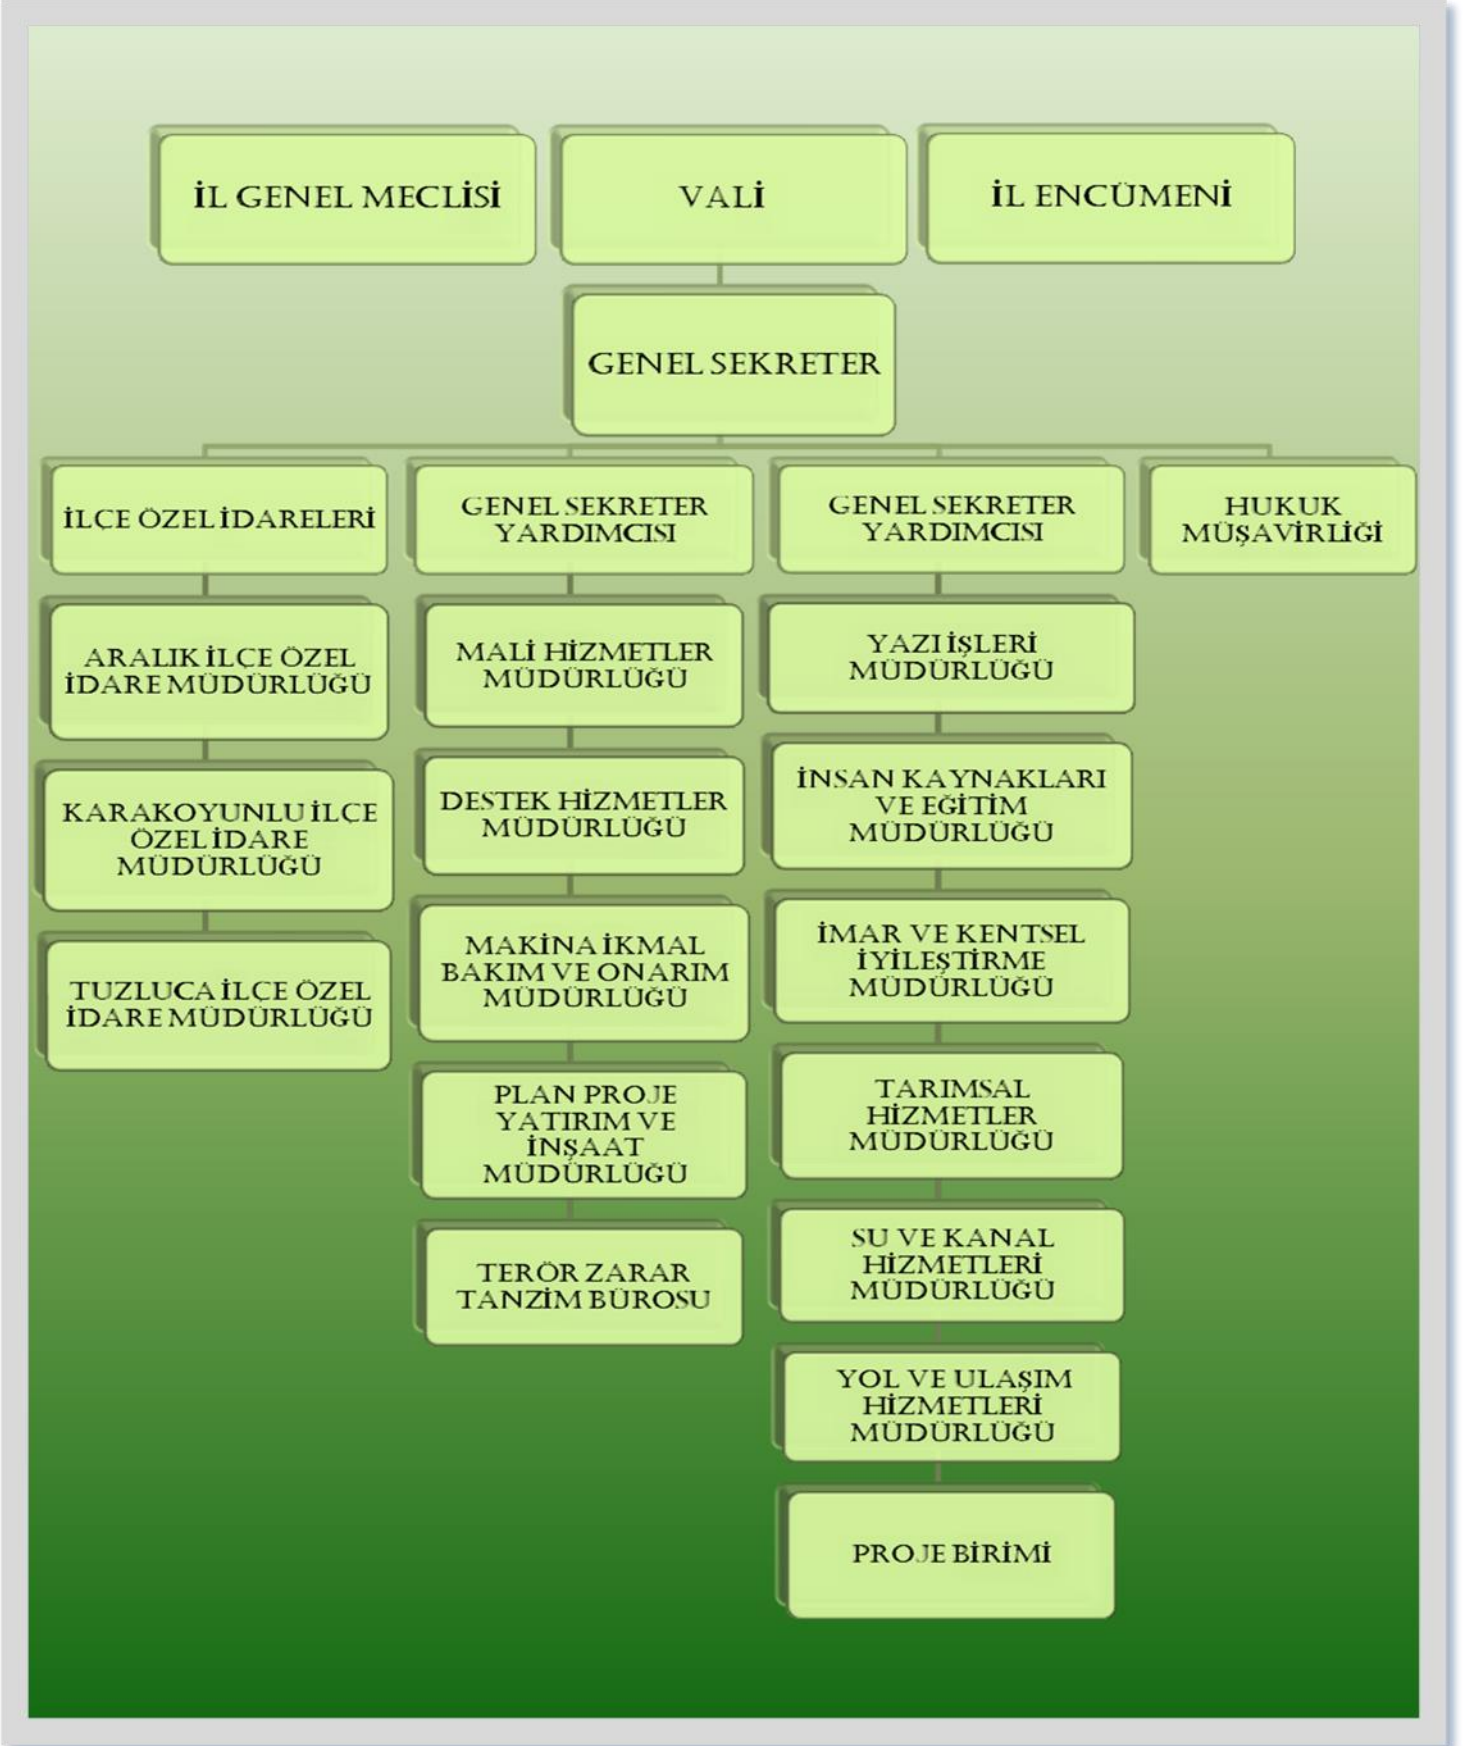 İL GENEL MECLİSİ
VALİ
İL ENCÜMENİ
GENEL SEKRETER
İLÇE ÖZEL İDARELERİ
GENEL SEKRETER
YARDIMCISI
GENEL SEKRETER
YARDIMCISI
HUKUK
MÜŞAVİRLİĞİ
ARALIK İLÇE ÖZEL
İDARE MÜDÜRLÜĞÜ
KARAKOYUNLU İLÇE
ÖZEL İDARE
MÜDÜRLÜĞÜ
TUZLUCA İLÇE ÖZEL
İDARE MÜDÜRLÜĞÜ
MALİ HİZMETLER
MÜDÜRLÜĞÜ
DESTEK HİZMETLER
MÜDÜRLÜĞÜ
MAKİNA İKMAL
BAKIM VE ONARIM
MÜDÜRLÜĞÜ
PLAN PROJE
YATIRIM VE
İNŞAAT
MÜDÜRLÜĞÜ
TERÖR ZARAR
TANZİM BÜROSU
YAZI İŞLERİ
MÜDÜRLÜĞÜ
İNSAN KAYNAKLARI
VE EĞİTİM
MÜDÜRLÜĞÜ
İMAR VE KENTSEL
İYİLEŞTİRME
MÜDÜRLÜĞÜ
TARIMSAL
HİZMETLER
MÜDÜRLÜĞÜ
SU VE KANAL
HİZMETLERİ
MÜDÜRLÜĞÜ
YOL VE ULAŞIM
HİZMETLERİ
MÜDÜRLÜĞÜ
PROJE BİRİMİ